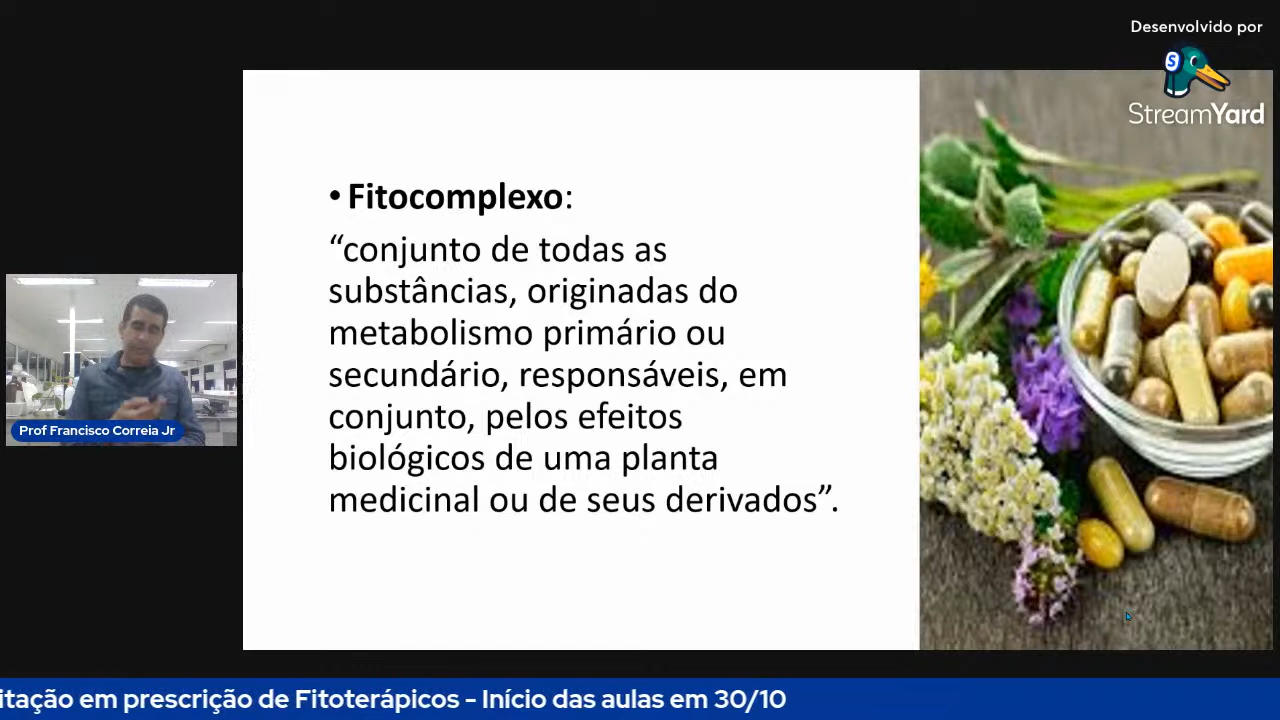 Desenvolvido por
S
StreamYard
• Fitocomplexo:
“conjunto de todas as
substâncias, originadas do
metabolismo primário ou
secundário, responsáveis, em
conjunto, pelos efeitos
biológicos de uma planta
medicinal ou de seus derivados”.
Prof Francisco Correia Jr
itação em prescrição de Fitoterápicos - Início das aulas em 30/10